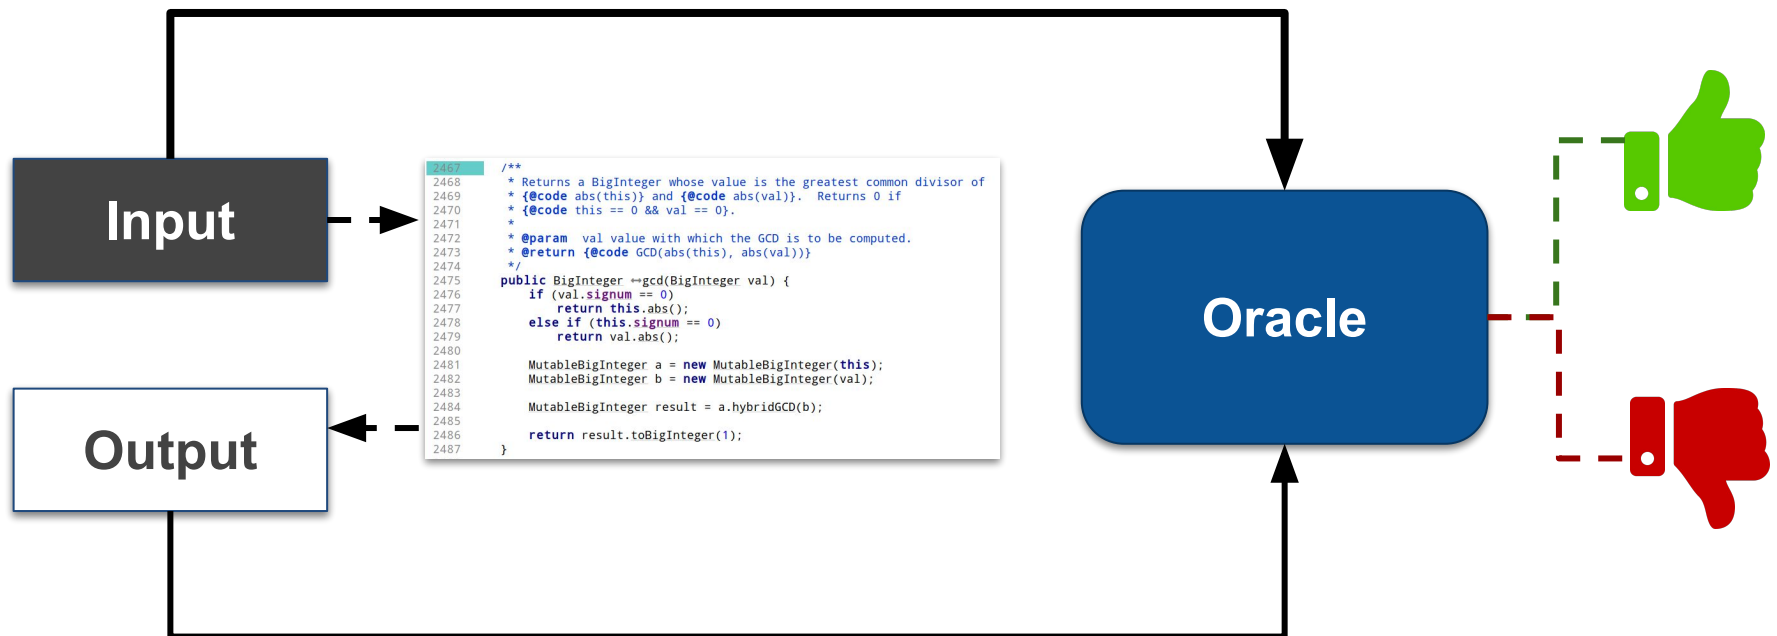 Input
2467 /**
2468 * Returns a BigInteger whose value is the greatest common divisor of
2469 * {@code abs(this)} and {@code abs(val)}. Returns 0 if
2470 * {@code this == 0 && val == 0}.
2471 *
2472 * @param val value with which the GCD is to be computed.
2473 * @return {@code GCD(abs(this), abs(val))}
2474 */
2475 public BigInteger ⇔gcd(BigInteger val) {
2476 if (val.signum == 0)
2477 return this.abs();
2478 else if (this.signum == 0)
2479 return val.abs();
2480
2481 MutableBigInteger a = new MutableBigInteger(this);
2482 MutableBigInteger b = new MutableBigInteger(val);
2483
2484 MutableBigInteger result = a.hybridGCD(b);
2485
2486 return result.toBigInteger(1);
2487 }
Output
Oracle